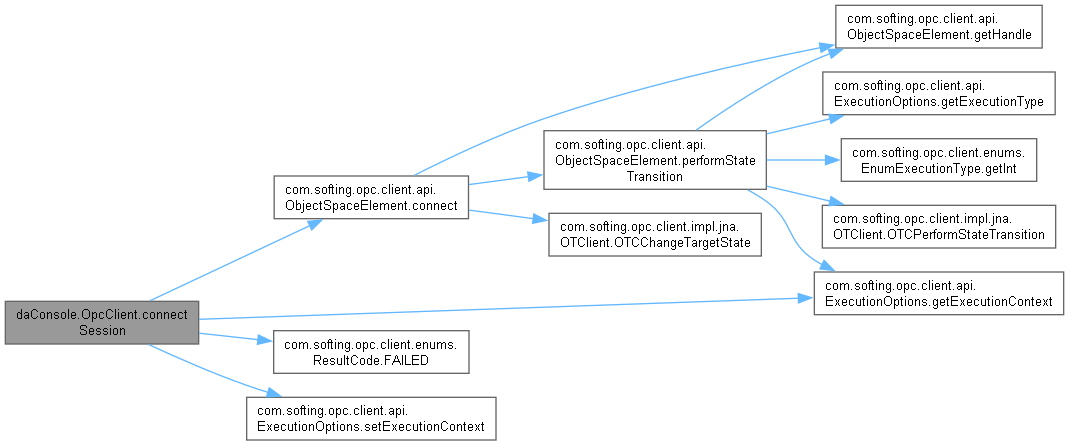 com.softing.opc.client.api.
ObjectSpaceElement.getHandle
com.softing.opc.client.api.
ExecutionOptions.getExecutionType
com.softing.opc.client.api.
ObjectSpaceElement.performState
Transition
com.softing.opc.client.enums.
EnumExecutionType.getInt
com.softing.opc.client.api.
ObjectSpaceElement.connect
com.softing.opc.client.impl.jna.
OTClient.OTCChangeTargetState
com.softing.opc.client.impl.jna.
OTClient.OTCPerformStateTransition
com.softing.opc.client.api.
ExecutionOptions.getExecutionContext
daConsole.OpcClient.connect
Session
com.softing.opc.client.enums.
ResultCode.FAILED
com.softing.opc.client.api.
ExecutionOptions.setExecutionContext